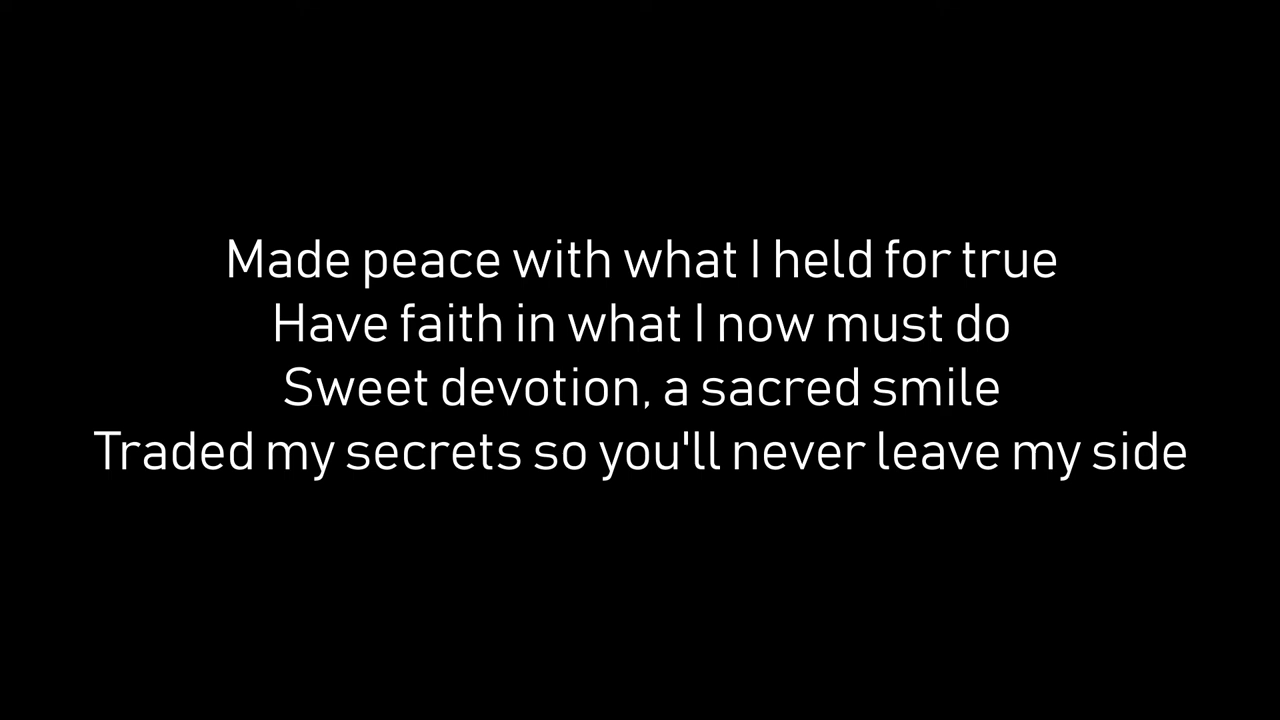 Made peace with what I held for true
Have faith in what I now must do
Sweet devotion, a sacred smile
Traded my secrets so you'll never leave my side